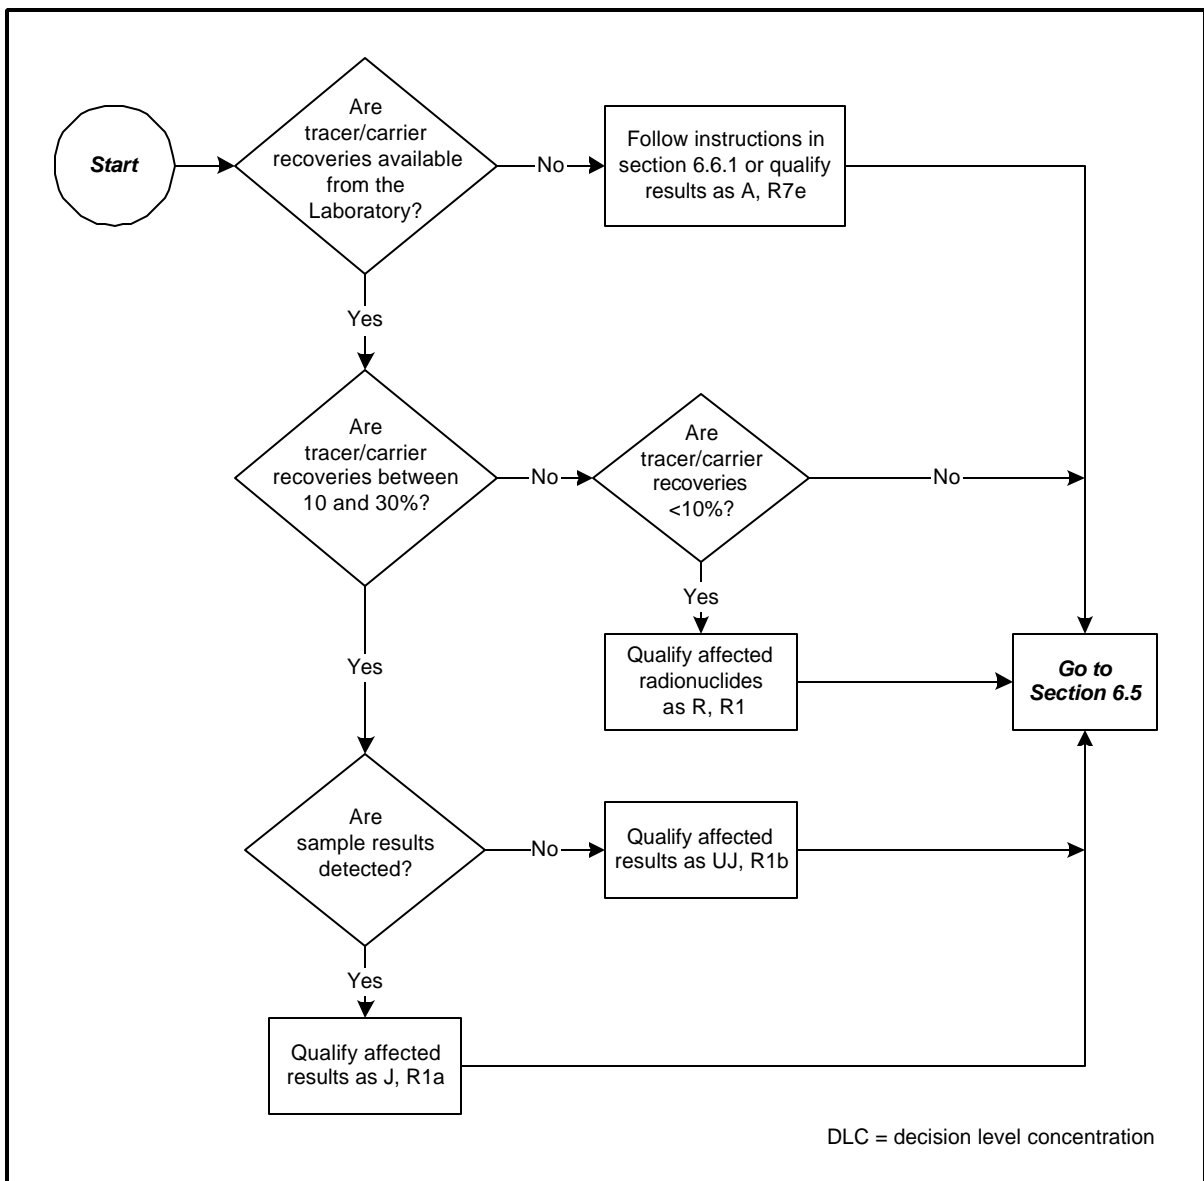 Start
Are
tracer/carrier
recoveries available
from the
Laboratory?
No
Follow instructions in
section 6.6.1 or qualify
results as A, R7e
Yes
Are
tracer/carrier
recoveries between
10 and 30%?
No
Are
tracer/carrier
recoveries
<10%?
No
Yes
Yes
Qualify affected
radionuclides
as R, R1
Go to
Section 6.5
Are
sample results
detected?
No
Qualify affected
results as UJ, R1b
Yes
Qualify affected
results as J, R1a
DLC = decision level concentration